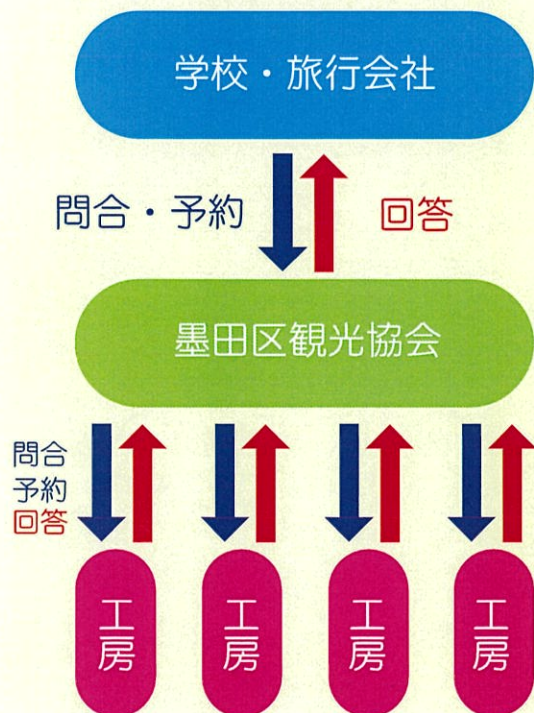 学校・旅行会社
問合・予約
回答
墨田区観光協会
問合
予約
回答
工房
工房
工房
工房